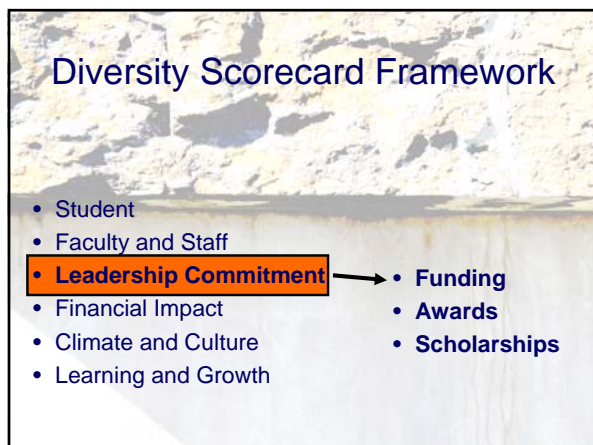 Diversity Scorecard Framework
• Student
• Faculty and Staff
• Leadership Commitment
• Financial Impact
• Climate and Culture
• Learning and Growth
• Funding
• Awards
• Scholarships